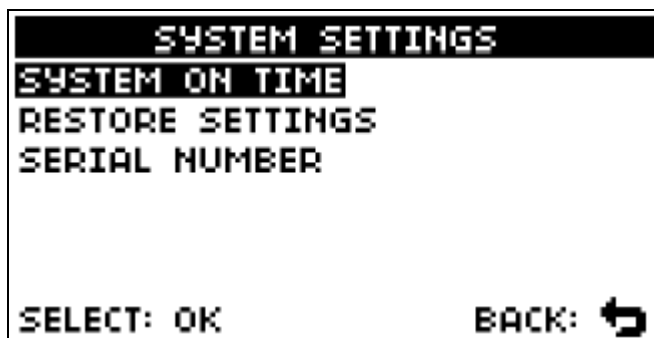 SYSTEM SETTINGS
SYSTEM ON TIME
RESTORE SETTINGS
SERIAL NUMBER
SELECT: OK BACK: